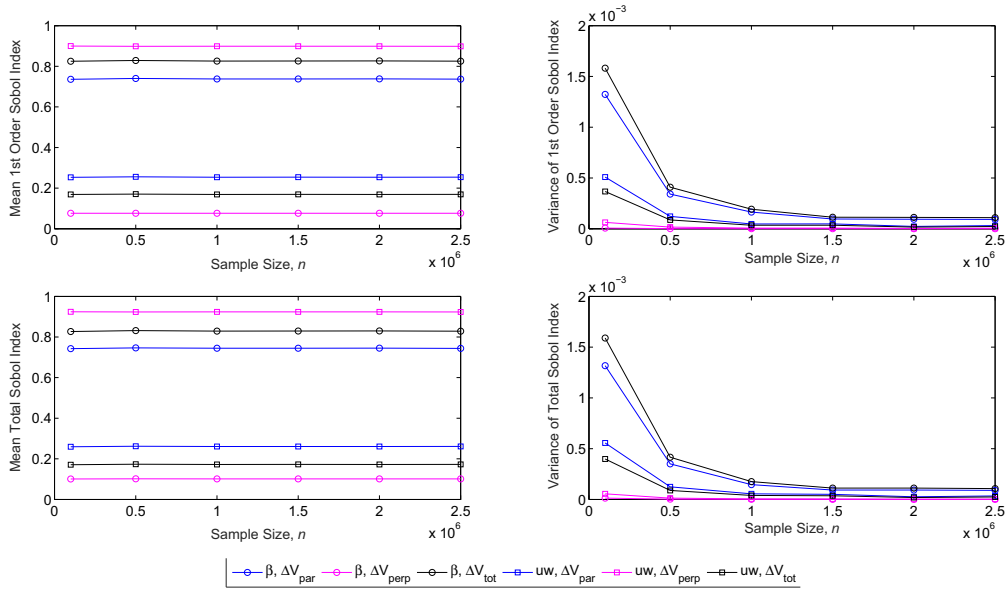 Mean 1st Order Sobol Index
1
0.8
0.6
0.4
0.2
0
0 0.5 1 1.5 2 2.5
x 10^6
Sample Size, n
Variance of 1st Order Sobol Index
x 10^-3
2
1.5
1
0.5
0
0 0.5 1 1.5 2 2.5
x 10^6
Sample Size, n
Mean Total Sobol Index
1
0.8
0.6
0.4
0.2
0
0 0.5 1 1.5 2 2.5
x 10^6
Sample Size, n
Variance of Total Sobol Index
x 10^-3
2
1.5
1
0.5
0
0 0.5 1 1.5 2 2.5
x 10^6
Sample Size, n
β, ΔV_par β, ΔV_perp β, ΔV_tot uw, ΔV_par uw, ΔV_perp uw, ΔV_tot